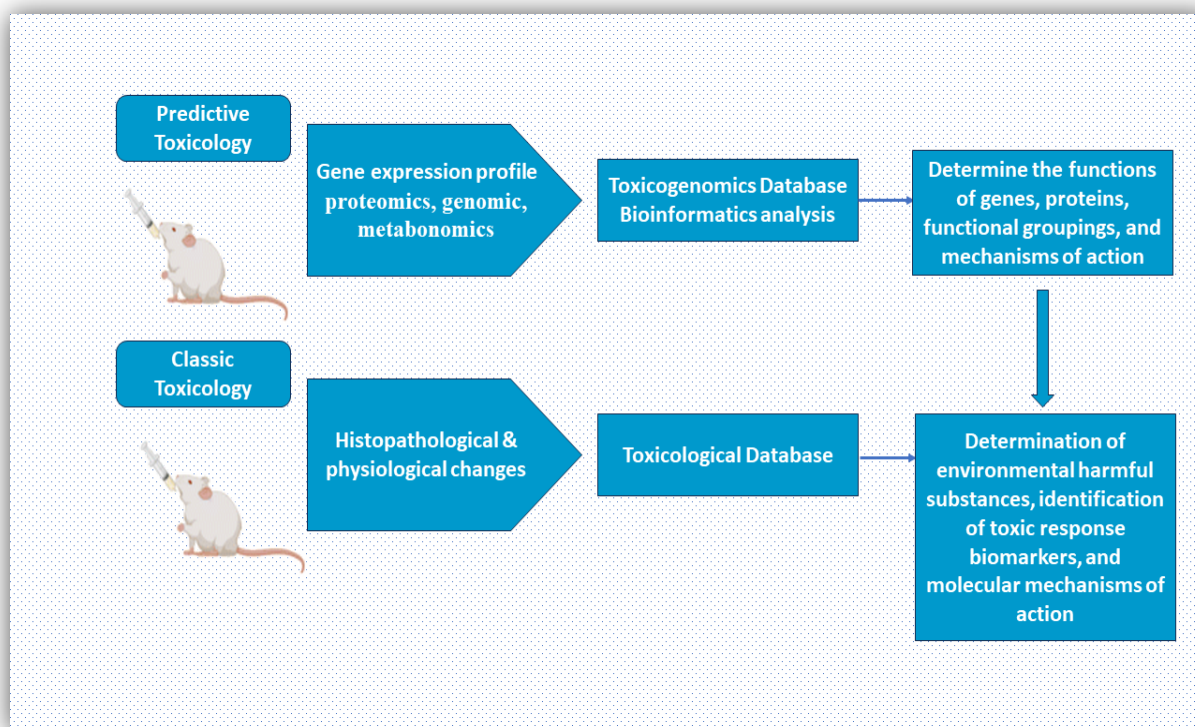 Predictive
Toxicology
Gene expression profile
proteomics, genomic,
metabonomics
Toxicogenomics Database
Bioinformatics analysis
Determine the functions
of genes, proteins,
functional groupings, and
mechanisms of action
Classic
Toxicology
Histopathological &
physiological changes
Toxicological Database
Determination of
environmental harmful
substances, identification
of toxic response
biomarkers, and
molecular mechanisms of
action